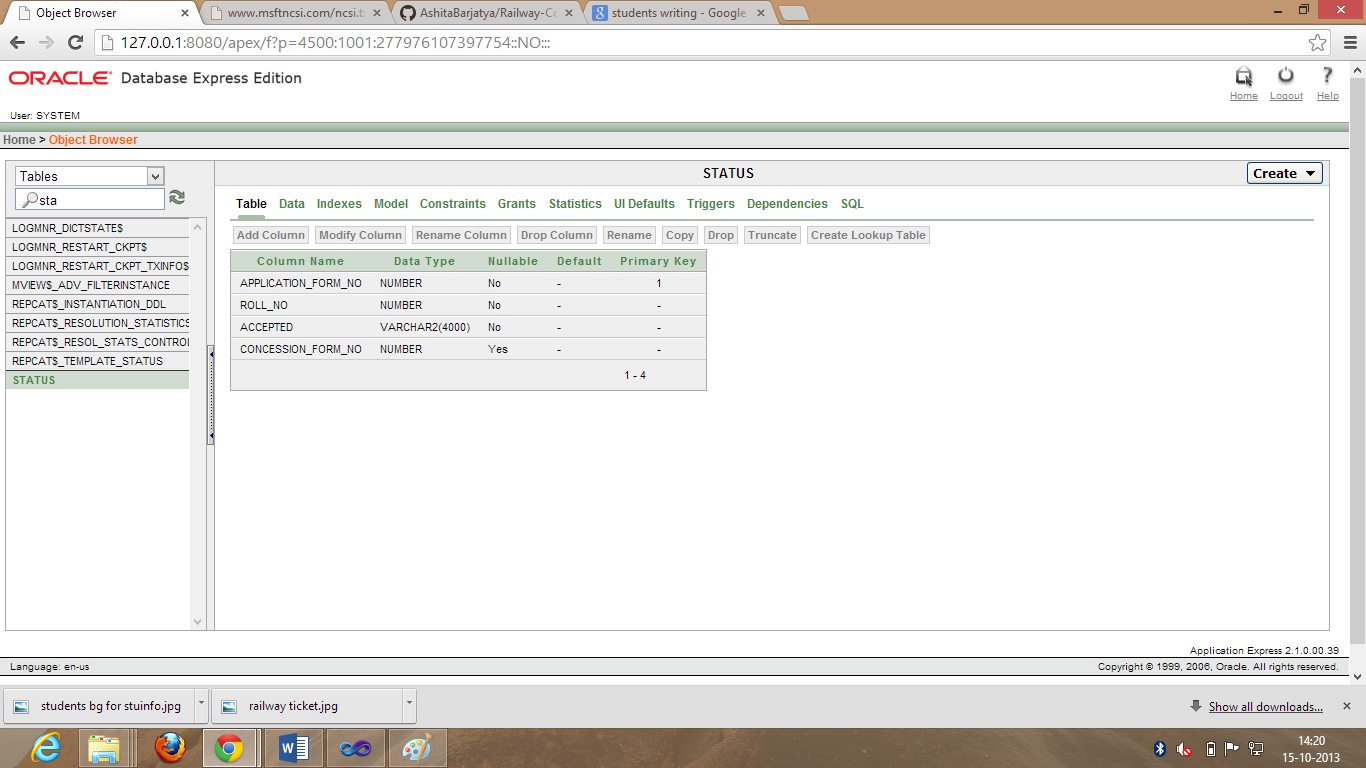 Object Browser
www.msftncsi.com/ncsi.t
AshitaBarjatya/Railway-Co
students writing - Google
127.0.0.1:8080/apex/f?p=4500:1001:277976107397754::NO:::
ORACLE Database Express Edition
Home Logout Help
User: SYSTEM
Home > Object Browser
Tables
sta
STATUS
Create
Table Data Indexes Model Constraints Grants Statistics UI Defaults Triggers Dependencies SQL
Add Column Modify Column Rename Column Drop Column Rename Copy Drop Truncate Create Lookup Table
LOGMNR_DICTSTATE$
LOGMNR_RESTART_CKPT$
LOGMNR_RESTART_CKPT_TXINFO$
MVIEW$_ADV_FILTERINSTANCE
REPCAT$_INSTANTIATION_DDL
REPCAT$_RESOLUTION_STATISTICS
REPCAT$_RESOL_STATS_CONTROL
REPCAT$_TEMPLATE_STATUS
STATUS
Column Name Data Type Nullable Default Primary Key
APPLICATION_FORM_NO NUMBER No - 1
ROLL_NO NUMBER No - -
ACCEPTED VARCHAR2(4000) No - -
CONCESSION_FORM_NO NUMBER Yes - -
1 - 4
Application Express 2.1.0.00.39
Language: en-us
Copyright © 1999, 2006, Oracle. All rights reserved.
students bg for stuinfo.jpg
railway ticket.jpg
Show all downloads...
14:20
15-10-2013